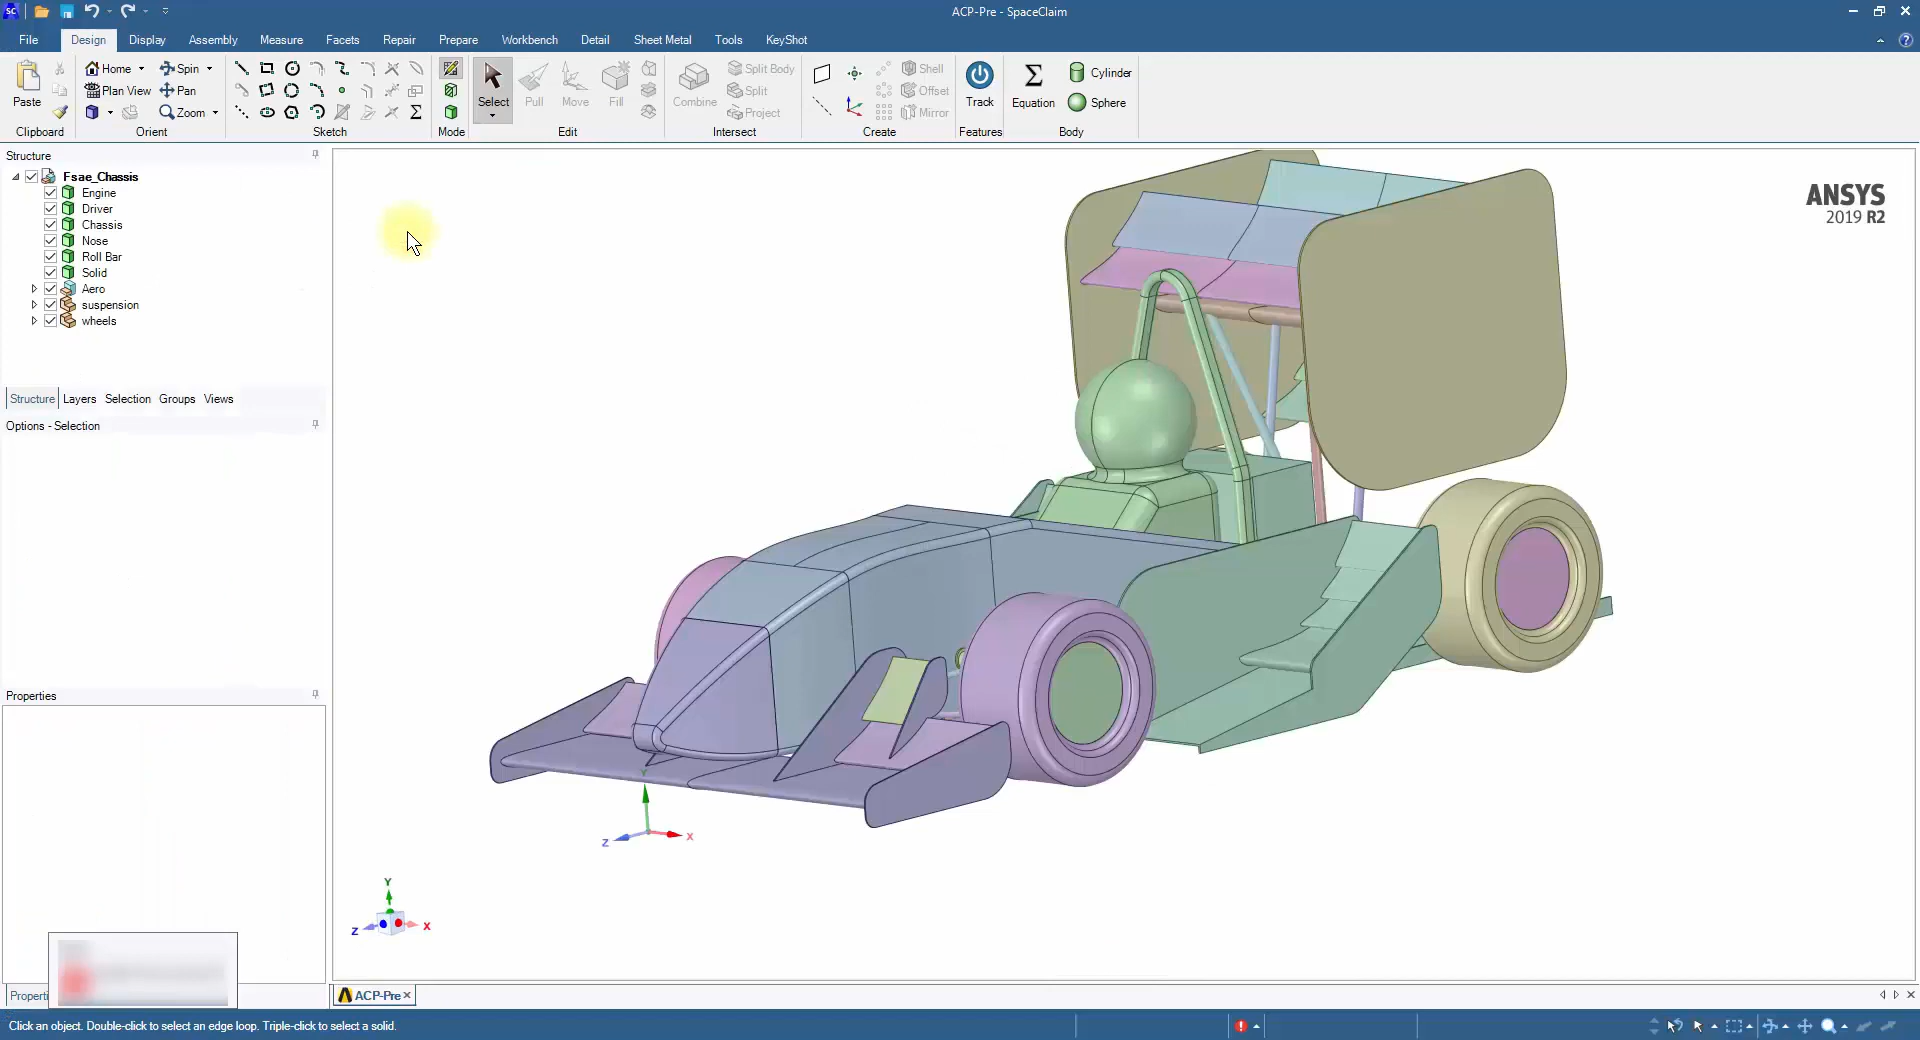 ACP-Pre - SpaceClaim
File Design Display Assembly Measure Facets Repair Prepare Workbench Detail Sheet Metal Tools KeyShot
Paste
Clipboard
Home Spin
Plan View Pan
Zoom
Orient
Sketch
Mode
Select Pull Move Fill
Edit
Combine
Split Body
Split
Project
Intersect
Shell
Offset
Mirror
Create
Track
Features
Equation
Cylinder
Sphere
Body
Structure
Fsae_Chassis
Engine
Driver
Chassis
Nose
Roll Bar
Solid
Aero
suspension
wheels
Structure Layers Selection Groups Views
Options - Selection
Properties
Properti
ANSYS
2019 R2
Y
Z
X
Y
Z
X
ACP-Pre
Click an object. Double-click to select an edge loop. Triple-click to select a solid.